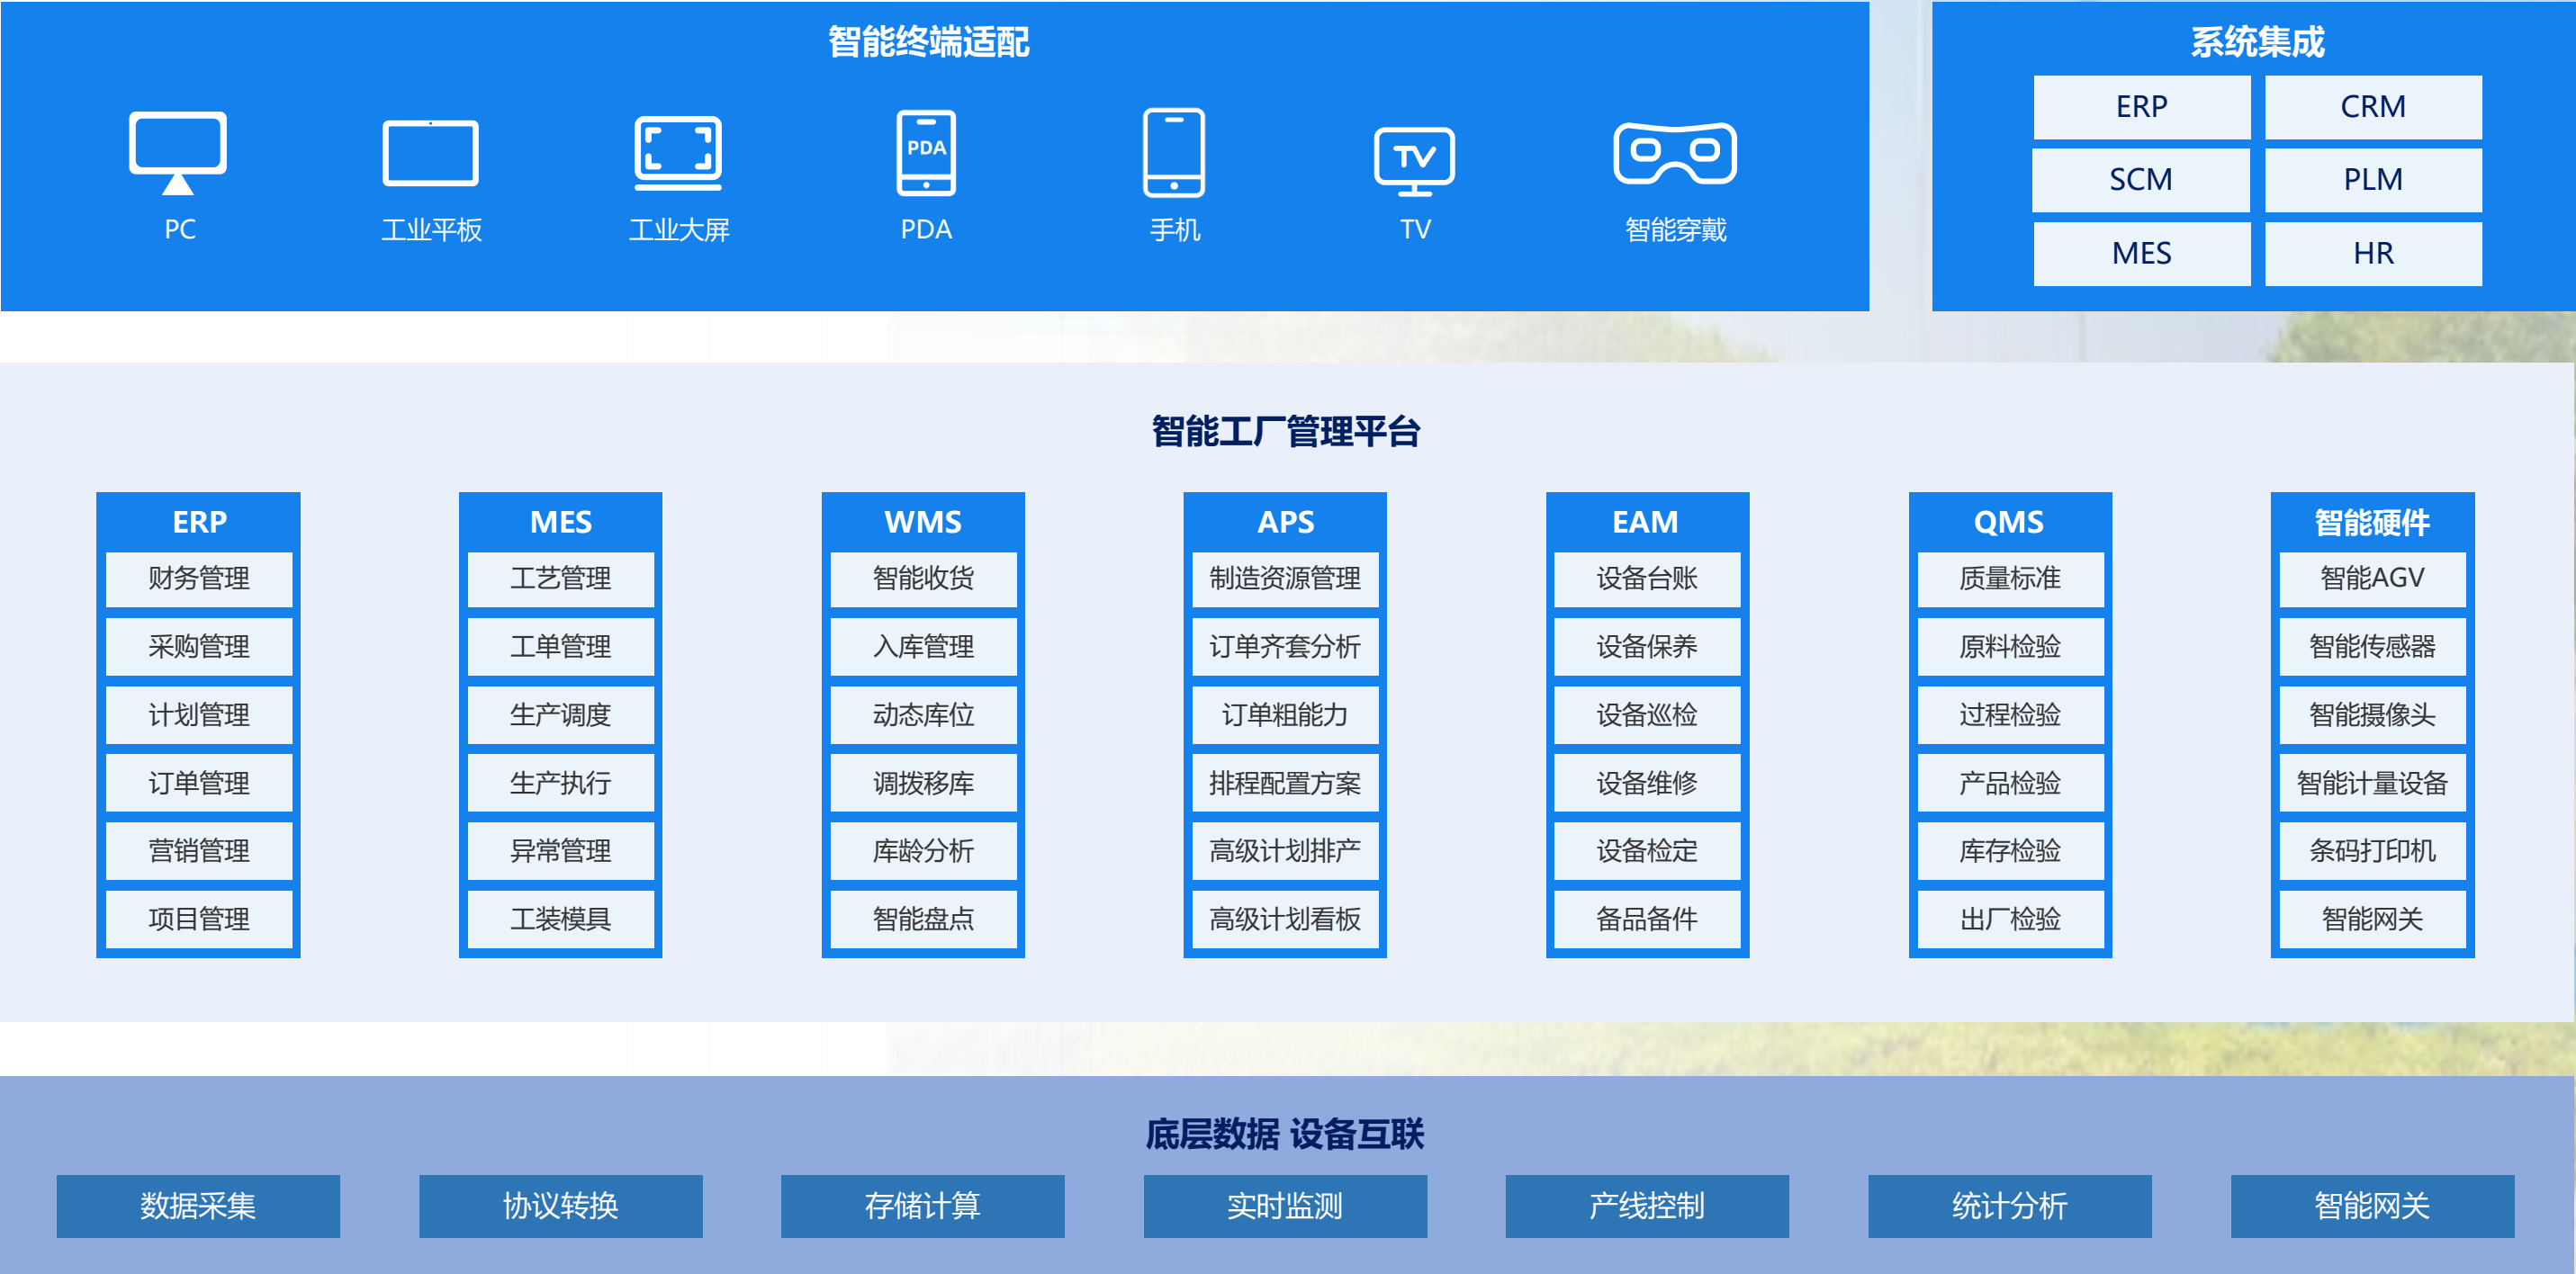 智能终端适配
PDA
TV
PC
工业平板
工业大屏
PDA
手机
TV
智能穿戴
系统集成
ERP
CRM
SCM
PLM
MES
HR
智能工厂管理平台
ERP
财务管理
采购管理
计划管理
订单管理
营销管理
项目管理
MES
工艺管理
工单管理
生产调度
生产执行
异常管理
工装模具
WMS
智能收货
入库管理
动态库位
调拨移库
库龄分析
智能盘点
APS
制造资源管理
订单齐套分析
订单粗能力
排程配置方案
高级计划排产
高级计划看板
EAM
设备台账
设备保养
设备巡检
设备维修
设备检定
备品备件
QMS
质量标准
原料检验
过程检验
产品检验
库存检验
出厂检验
智能硬件
智能AGV
智能传感器
智能摄像头
智能计量设备
条码打印机
智能网关
底层数据 设备互联
数据采集
协议转换
存储计算
实时监测
产线控制
统计分析
智能网关